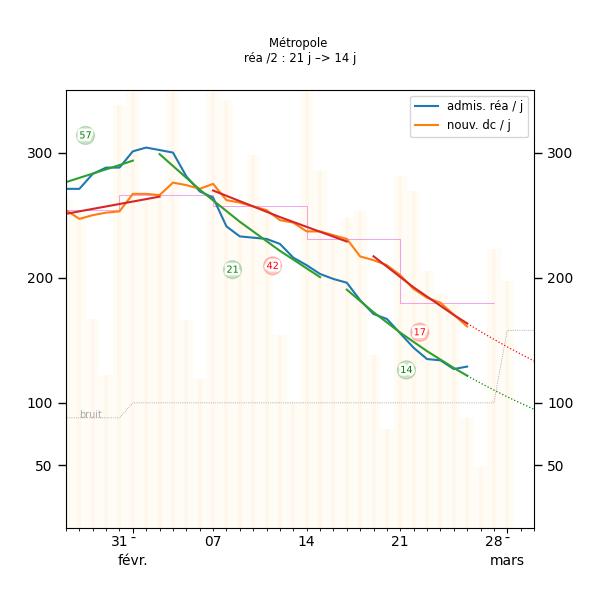 Métropole
réa /2 : 21 j –> 14 j
admis. réa / j
nouv. dc / j
57
300
300
21
42
200
200
17
14
100
100
bruit
50
50
31 - 07 14 21 28 -
févr. mars